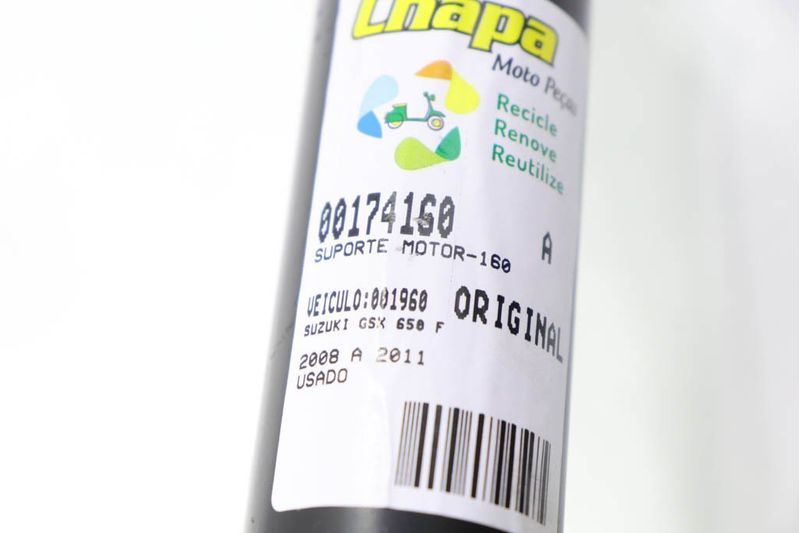 Chapa
Moto Peças
Recicle
Renove
Reutilize
00174160
SUPORTE MOTOR-160
A
VEICULO:001960
ORIGINAL
SUZUKI GSX 650 F
2008 A 2011
USADO